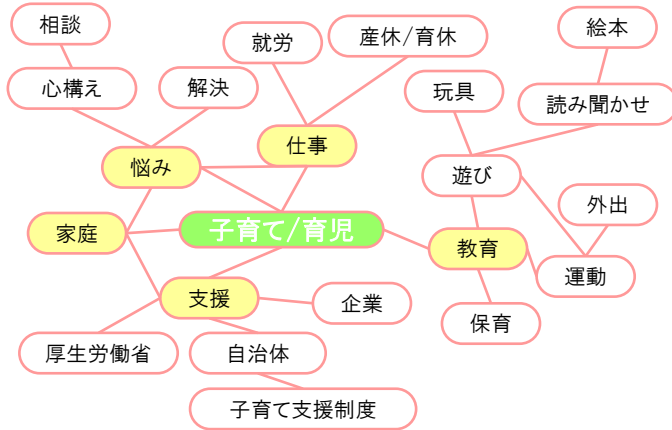 相談
就労
産休/育休
絵本
心構え
解決
玩具
読み聞かせ
悩み
仕事
遊び
外出
家庭
子育て/育児
教育
運動
支援
企業
保育
厚生労働省
自治体
子育て支援制度